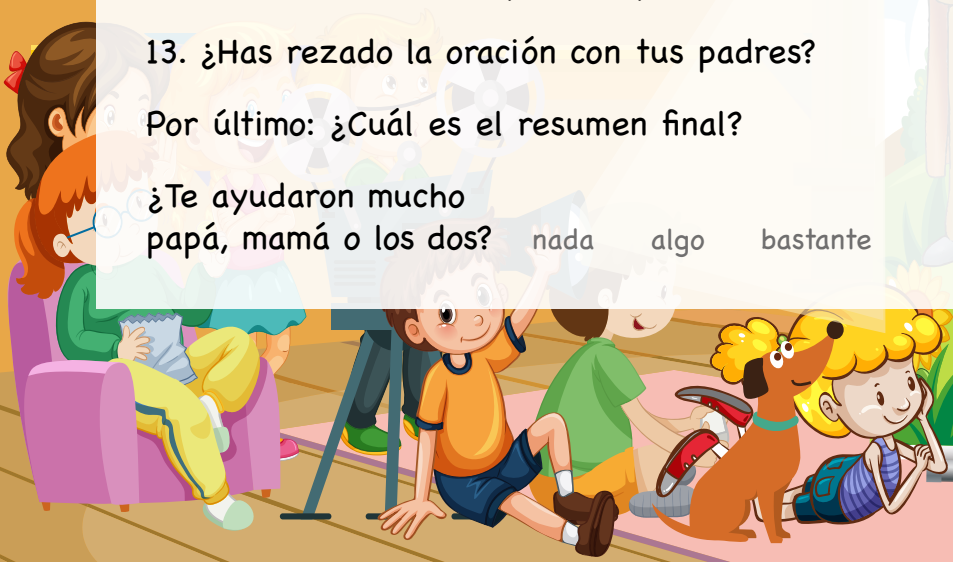 13. ¿Has rezado la oración con tus padres?
Por último: ¿Cuál es el resumen final?
¿Te ayudaron mucho
papá, mamá o los dos? nada algo bastante